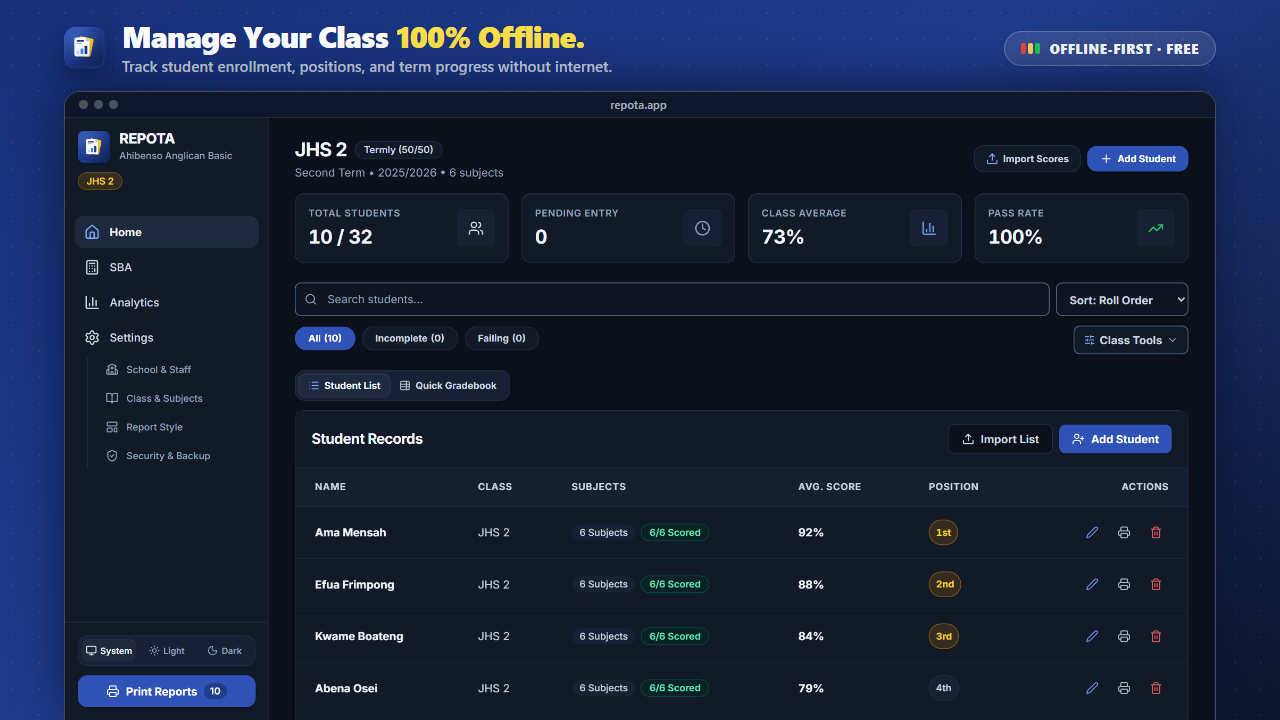 Manage Your Class 100% Offline.
Track student enrollment, positions, and term progress without internet.
OFFLINE-FIRST • FREE
repota.app
REPOTA
Ahibenso Anglican Basic
JHS 2
Home
SBA
Analytics
Settings
School & Staff
Class & Subjects
Report Style
Security & Backup
System Light Dark
Print Reports 10
JHS 2 Termly (50/50)
Second Term • 2025/2026 • 6 subjects
Import Scores
Add Student
TOTAL STUDENTS
10 / 32
PENDING ENTRY
0
CLASS AVERAGE
73%
PASS RATE
100%
Search students...
Sort: Roll Order
All (10) Incomplete (0) Failing (0)
Class Tools
Student List Quick Gradebook
Student Records
Import List
Add Student
NAME CLASS SUBJECTS AVG. SCORE POSITION ACTIONS
Ama Mensah JHS 2 6 Subjects 6/6 Scored 92% 1st
Efua Frimpong JHS 2 6 Subjects 6/6 Scored 88% 2nd
Kwame Boateng JHS 2 6 Subjects 6/6 Scored 84% 3rd
Abena Osei JHS 2 6 Subjects 6/6 Scored 79% 4th